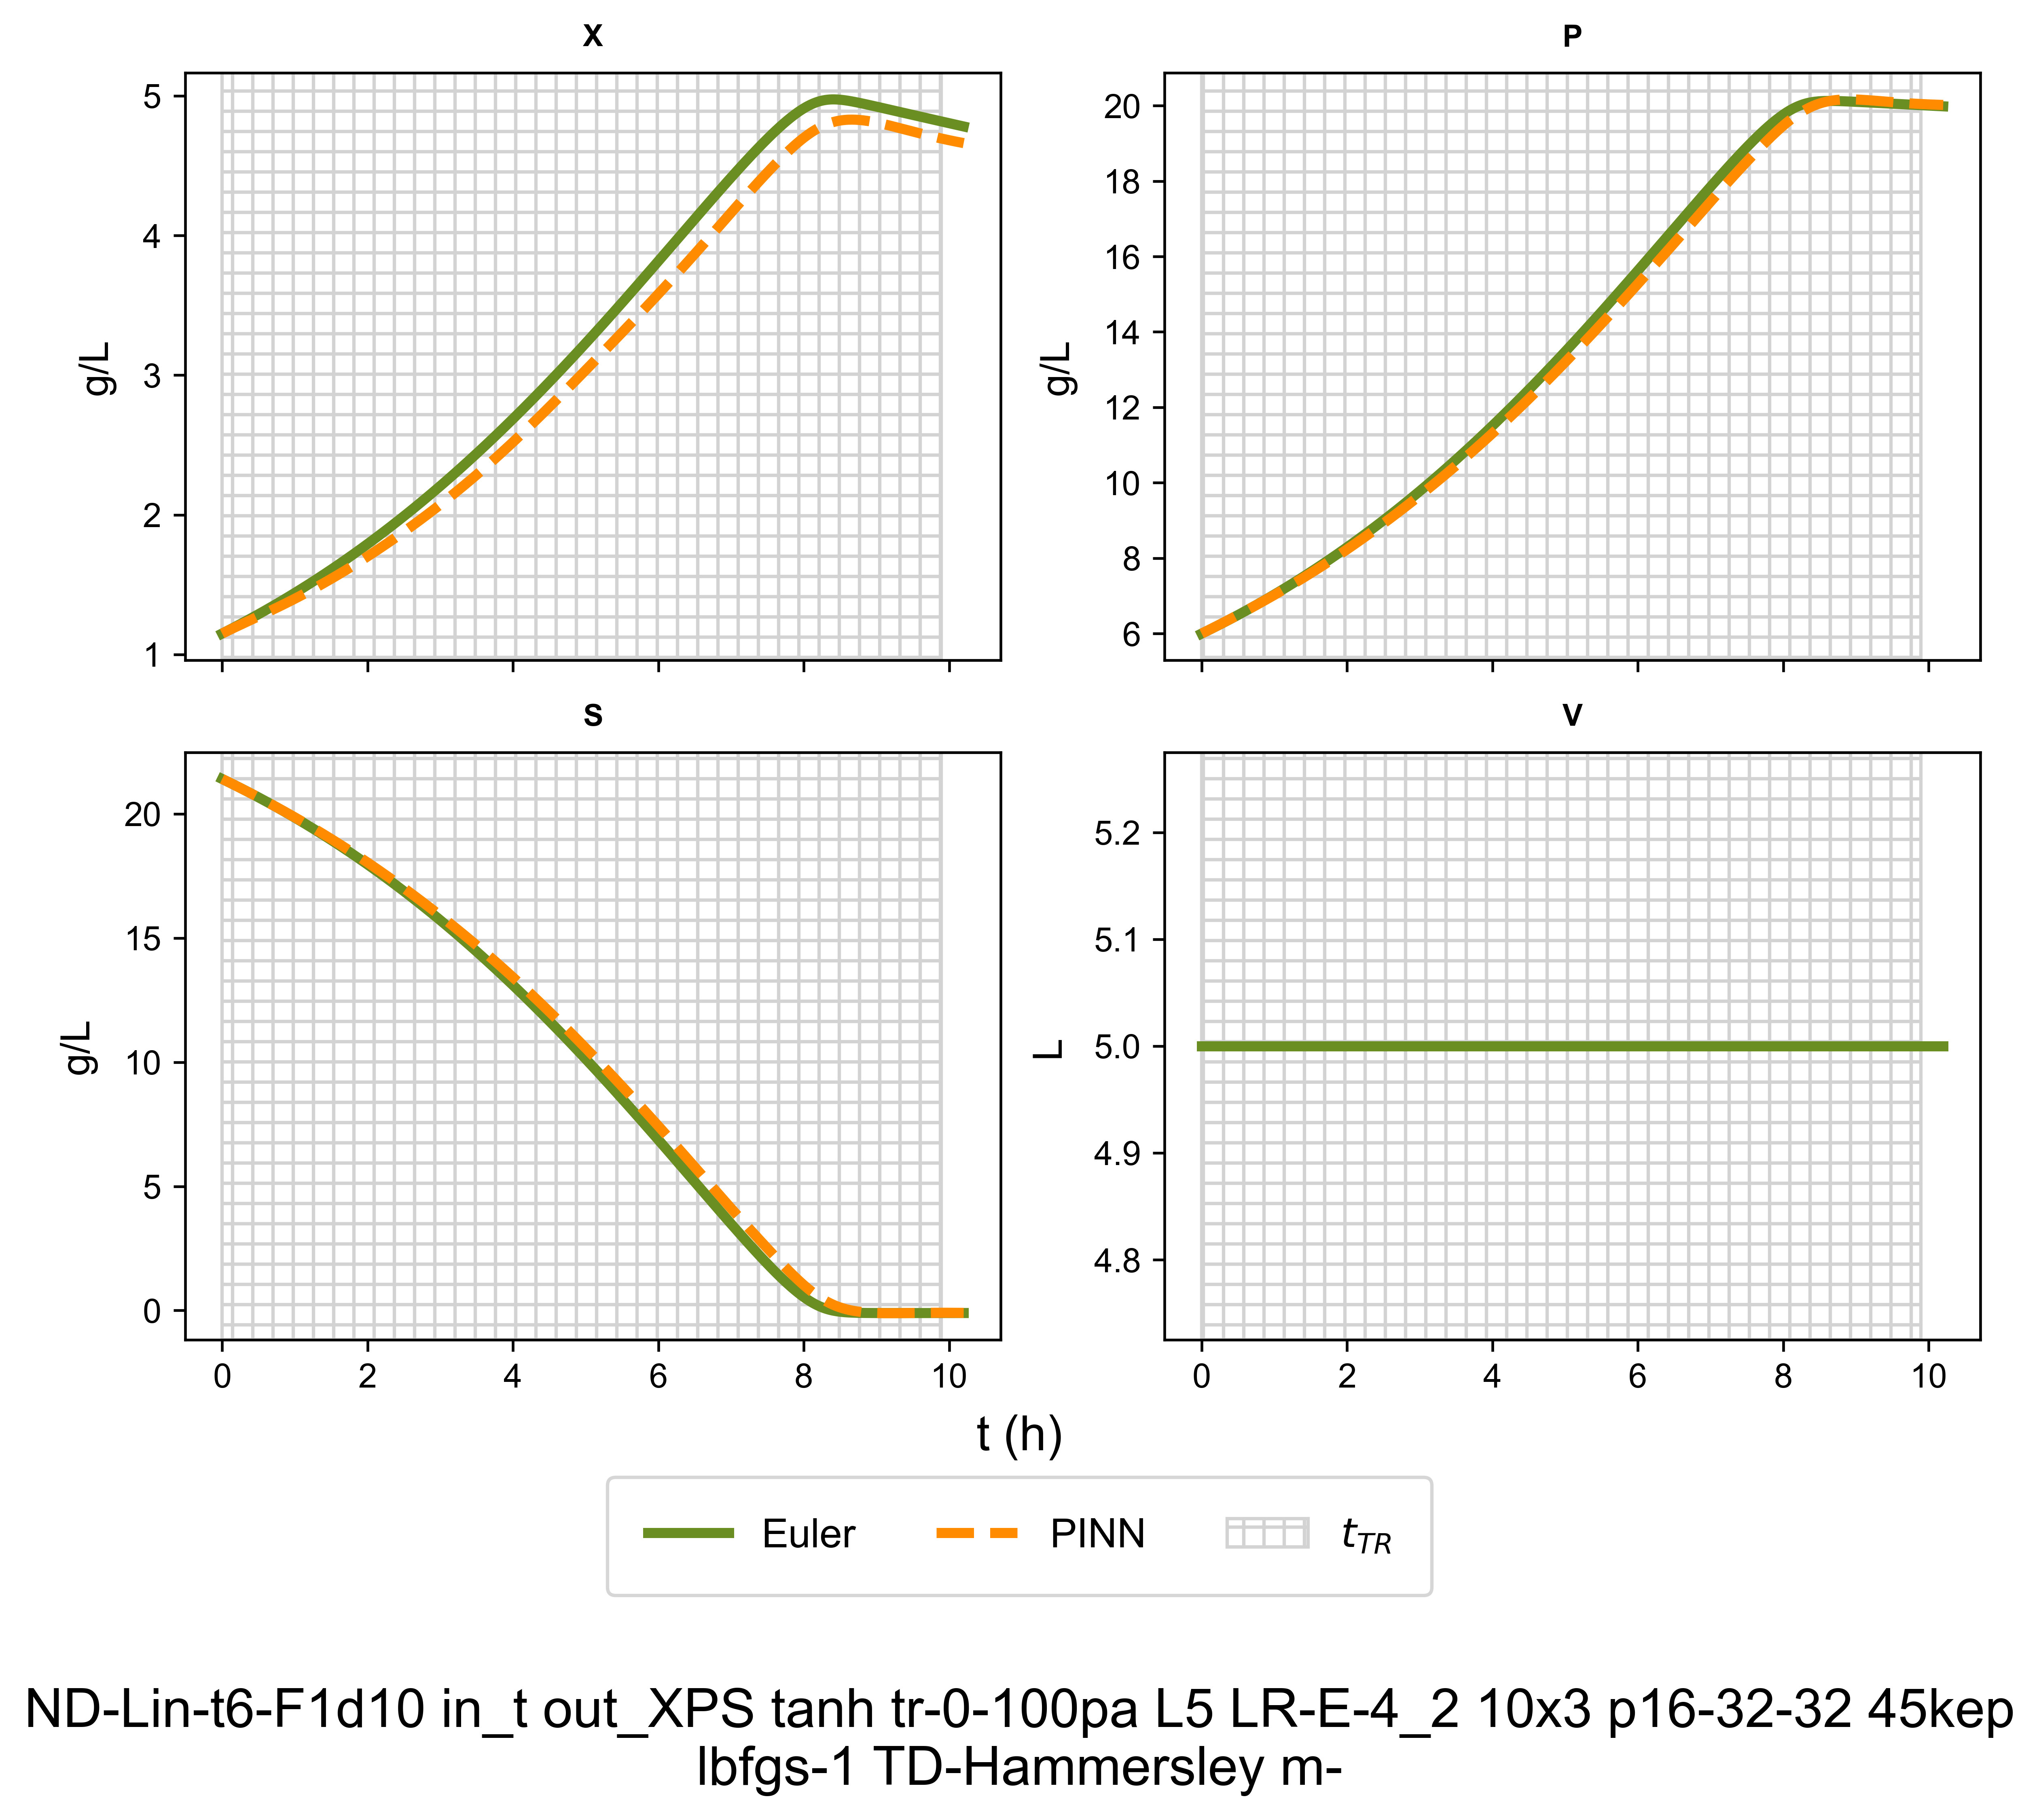 X
P
5
4
3
2
1
g/L
20
18
16
14
12
10
8
6
g/L
S
V
20
15
10
5
0
g/L
0 2 4 6 8 10
5.2
5.1
5.0
4.9
4.8
L
0 2 4 6 8 10
t (h)
Euler PINN t_TR
ND-Lin-t6-F1d10 in_t out_XPS tanh tr-0-100pa L5 LR-E-4_2 10x3 p16-32-32 45kep
lbfgs-1 TD-Hammersley m-